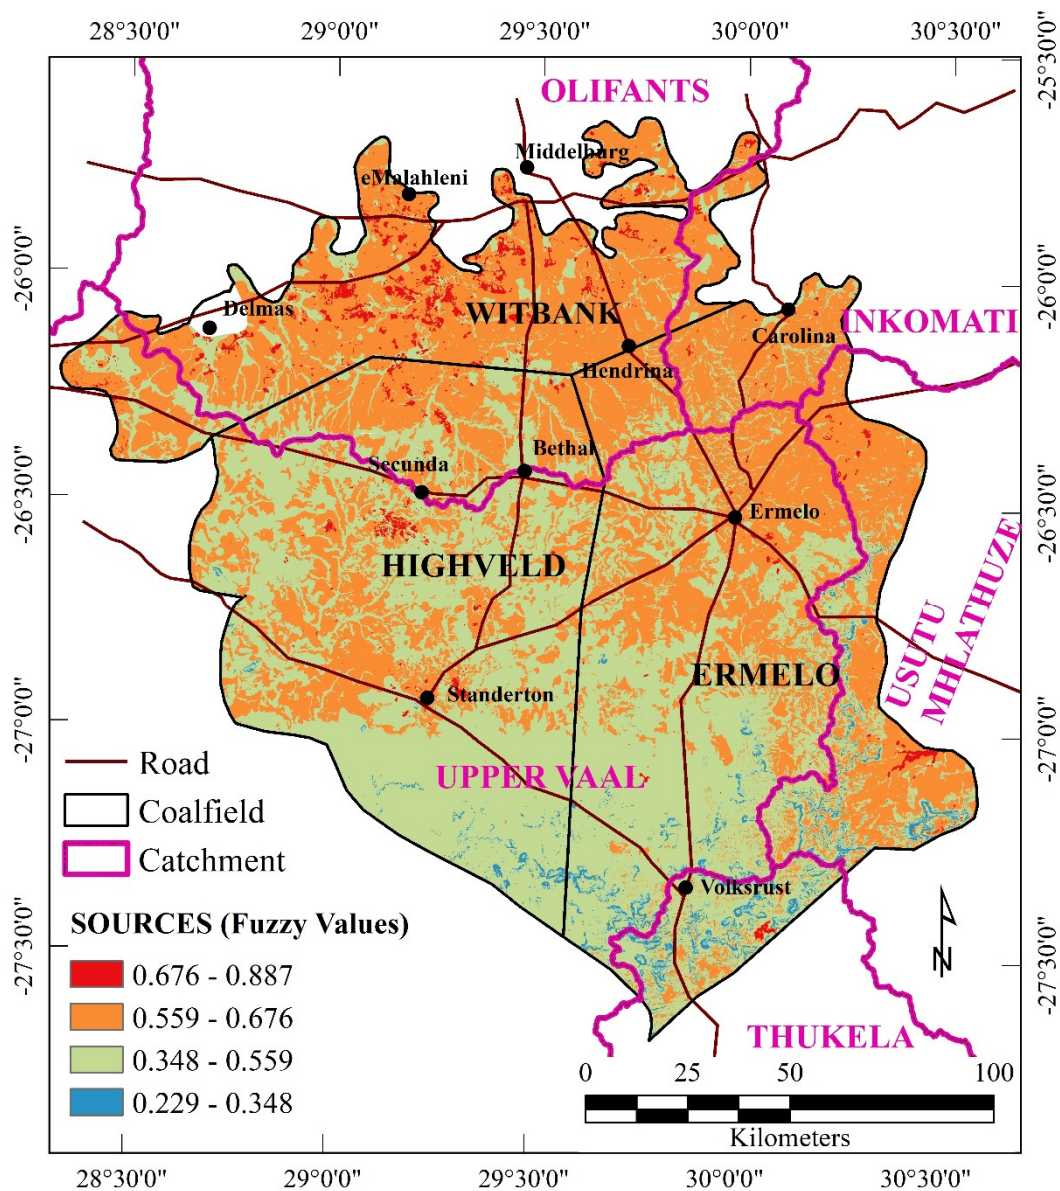 28°30'0" 29°0'0" 29°30'0" 30°0'0" 30°30'0"
-25°30'0"
OLIFANTS
Middelburg
eMalahleni
-26°0'0" -26°0'0"
WITBANK
Delmas
Carolina
INKOMATI
Hendrina
Bethal
Secunda
-26°30'0" -26°30'0"
Ermelo
HIGHVELD
USUTU
MHLATHUZE
ERMELO
Standerton
-27°0'0" -27°0'0"
UPPER VAAL
Road
Coalfield
Catchment
Volksrust
SOURCES (Fuzzy Values)
0.676 - 0.887
0.559 - 0.676
0.348 - 0.559
0.229 - 0.348
-27°30'0" -27°30'0"
N
THUKELA
0 25 50 100
Kilometers
28°30'0" 29°0'0" 29°30'0" 30°0'0" 30°30'0"